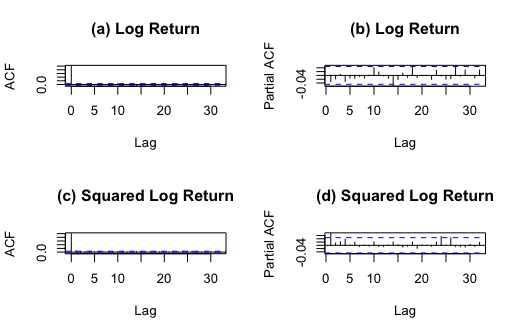 (a) Log Return
ACF
0.0
0 5 10 20 30
Lag
(b) Log Return
Partial ACF
-0.04
0 5 10 20 30
Lag
(c) Squared Log Return
ACF
0.0
0 5 10 20 30
Lag
(d) Squared Log Return
Partial ACF
-0.04
0 5 10 20 30
Lag